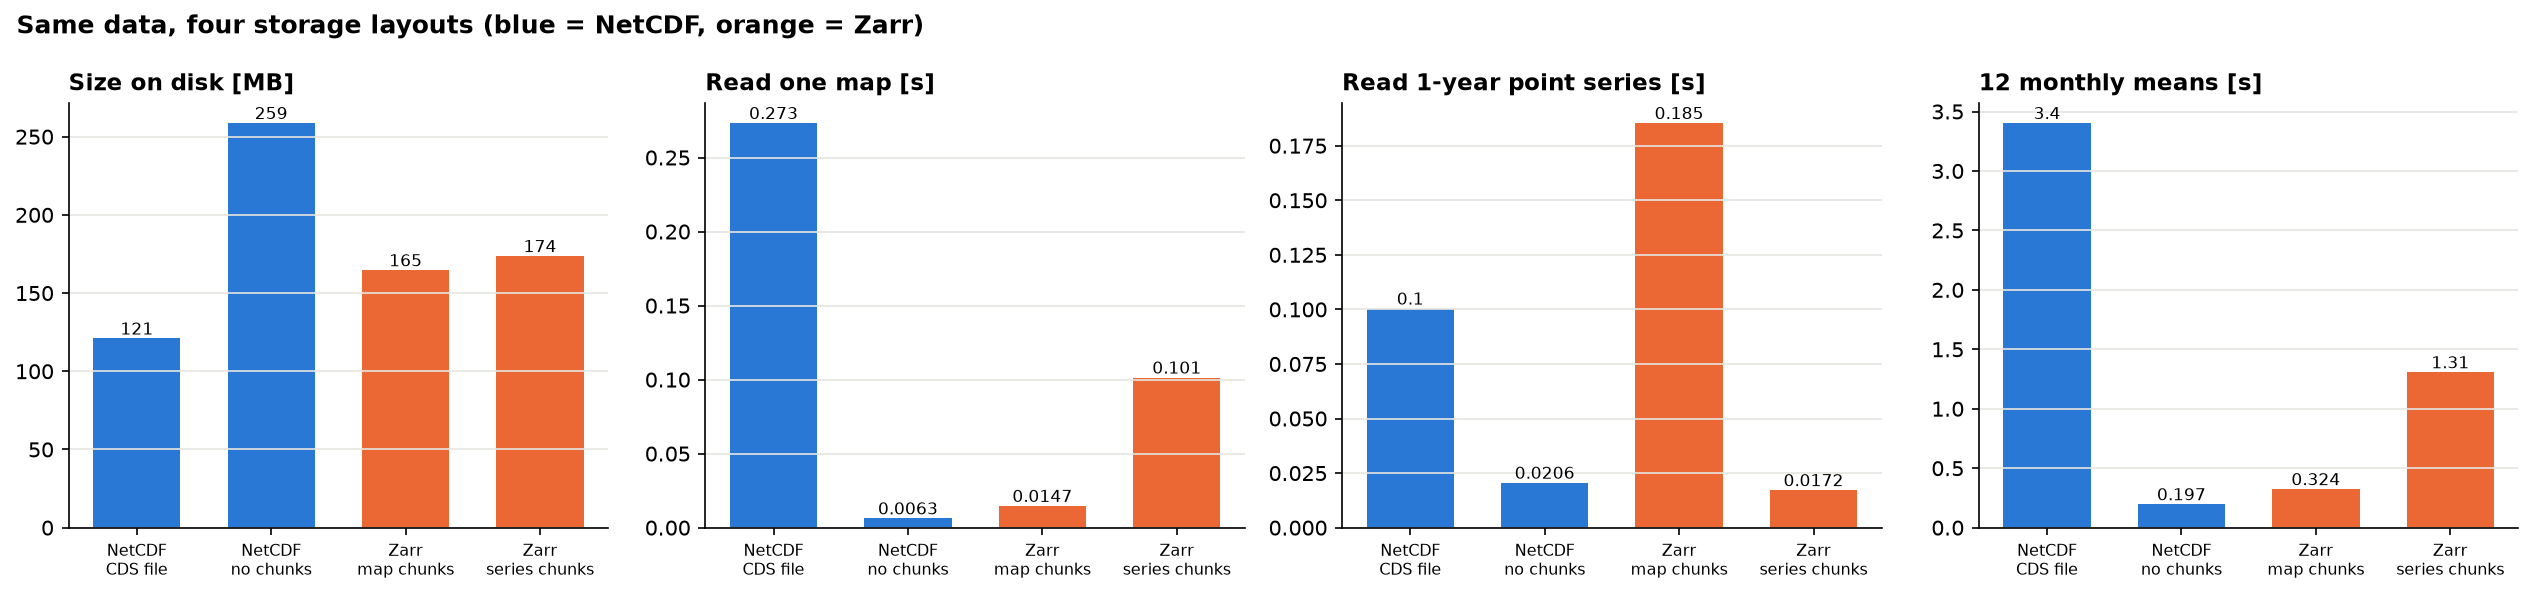 Same data, four storage layouts (blue = NetCDF, orange = Zarr)
Size on disk [MB]
250
200
150
100
50
0
121
259
165
174
NetCDF
CDS file
NetCDF
no chunks
Zarr
map chunks
Zarr
series chunks
Read one map [s]
0.25
0.20
0.15
0.10
0.05
0.00
0.273
0.0063
0.0147
0.101
NetCDF
CDS file
NetCDF
no chunks
Zarr
map chunks
Zarr
series chunks
Read 1-year point series [s]
0.175
0.150
0.125
0.100
0.075
0.050
0.025
0.000
0.1
0.0206
0.185
0.0172
NetCDF
CDS file
NetCDF
no chunks
Zarr
map chunks
Zarr
series chunks
12 monthly means [s]
3.5
3.0
2.5
2.0
1.5
1.0
0.5
0.0
3.4
0.197
0.324
1.31
NetCDF
CDS file
NetCDF
no chunks
Zarr
map chunks
Zarr
series chunks